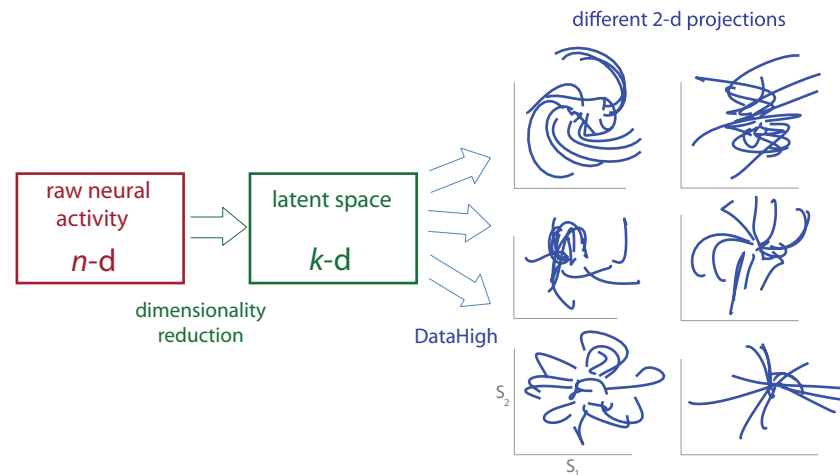 different 2-d projections
raw neural
activity
n-d
latent space
k-d
dimensionality
reduction
DataHigh
S2
S1